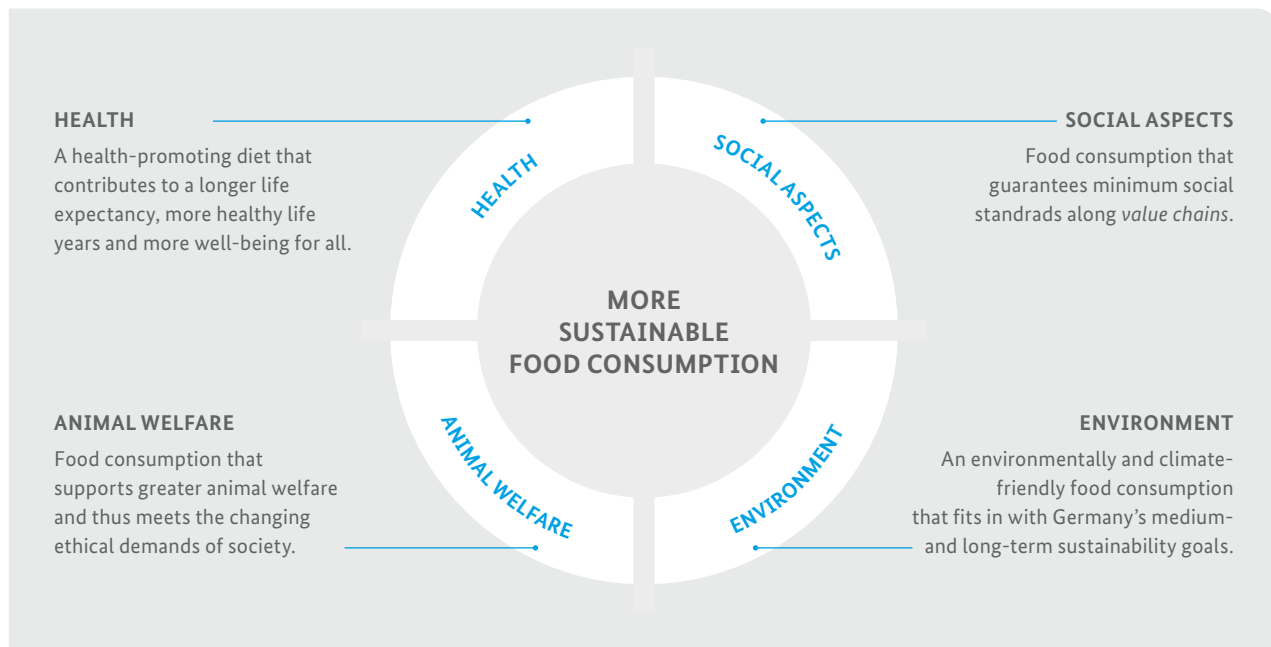 HEALTH
A health-promoting diet that
contributes to a longer life
expectancy, more healthy life
years and more well-being for all.
SOCIAL ASPECTS
Food consumption that
guarantees minimum social
standrads along value chains.
HEALTH
SOCIAL ASPECTS
MORE
SUSTAINABLE
FOOD CONSUMPTION
ANIMAL WELFARE
ENVIRONMENT
ANIMAL WELFARE
Food consumption that
supports greater animal welfare
and thus meets the changing
ethical demands of society.
ENVIRONMENT
An environmentally and climate-
friendly food consumption
that fits in with Germany’s medium-
and long-term sustainability goals.